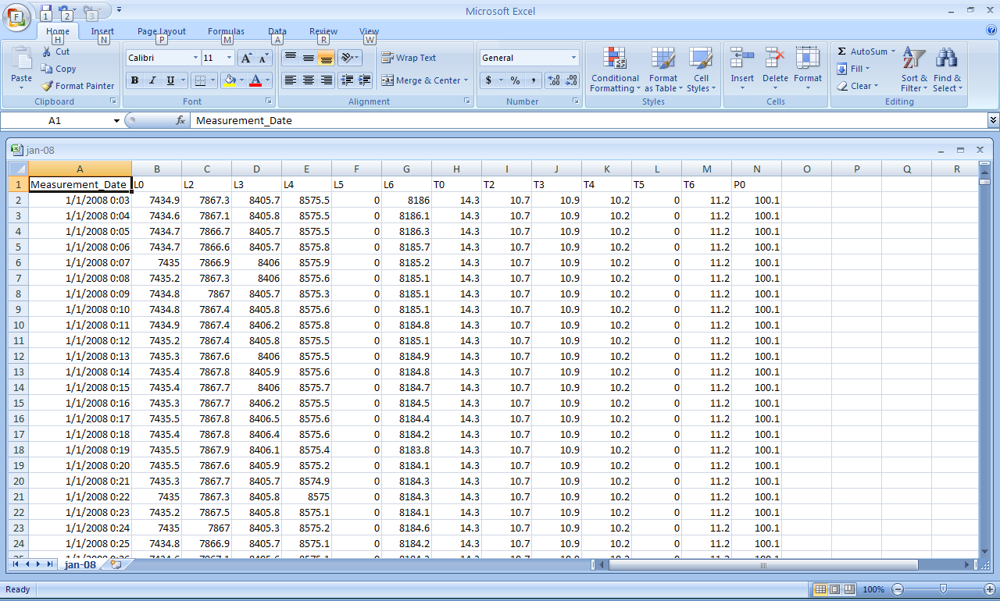 Microsoft Excel
F 1 2 3
Home Insert Page Layout Formulas Data Review View
H N P M A R W
Paste Cut Copy Format Painter
Clipboard
Calibri 11
B I U A
Font
Wrap Text
Merge & Center
Alignment
General
$ % ,
Number
Conditional Formatting Format as Table Cell Styles
Styles
Insert Delete Format
Cells
Σ AutoSum Fill Clear Sort & Filter Find & Select
Editing
A1 fx Measurement_Date
jan-08
A B C D E F G H I J K L M N O P Q R
1 Measurement_Date L0 L2 L3 L4 L5 L6 T0 T2 T3 T4 T5 T6 P0
2 1/1/2008 0:03 7434.9 7867.3 8405.7 8575.5 0 8186 14.3 10.7 10.9 10.2 0 11.2 100.1
3 1/1/2008 0:04 7434.6 7867.1 8405.8 8575.5 0 8186.1 14.3 10.7 10.9 10.2 0 11.2 100.1
4 1/1/2008 0:05 7434.7 7866.9 8405.7 8575.5 0 8186.3 14.3 10.7 10.9 10.2 0 11.2 100.1
5 1/1/2008 0:06 7434.7 7866.6 8405.7 8575.8 0 8185.7 14.3 10.7 10.9 10.2 0 11.2 100.1
6 1/1/2008 0:07 7435 7866.9 8406 8575.9 0 8185.2 14.3 10.7 10.9 10.2 0 11.2 100.1
7 1/1/2008 0:08 7435.2 7867.3 8406 8575.6 0 8185.1 14.3 10.7 10.9 10.2 0 11.2 100.1
8 1/1/2008 0:09 7434.8 7867 8405.7 8575.3 0 8185.1 14.3 10.7 10.9 10.2 0 11.2 100.1
9 1/1/2008 0:10 7434.8 7867.4 8405.8 8575.6 0 8185.1 14.3 10.7 10.9 10.2 0 11.2 100.1
10 1/1/2008 0:11 7434.9 7867.4 8406.2 8575.8 0 8184.8 14.3 10.7 10.9 10.2 0 11.2 100.1
11 1/1/2008 0:12 7435.2 7867.4 8405.8 8575.5 0 8185.1 14.3 10.7 10.9 10.2 0 11.2 100.1
12 1/1/2008 0:13 7435.3 7867.6 8406 8575.5 0 8184.9 14.3 10.7 10.9 10.2 0 11.2 100.1
13 1/1/2008 0:14 7435.4 7867.8 8405.9 8575.6 0 8184.8 14.3 10.7 10.9 10.2 0 11.2 100.1
14 1/1/2008 0:15 7435.4 7867.7 8406 8575.7 0 8184.7 14.3 10.7 10.9 10.2 0 11.2 100.1
15 1/1/2008 0:16 7435.3 7867.7 8406.2 8575.5 0 8184.5 14.3 10.7 10.9 10.2 0 11.2 100.1
16 1/1/2008 0:17 7435.5 7867.8 8406.5 8575.6 0 8184.4 14.3 10.7 10.9 10.2 0 11.2 100.1
17 1/1/2008 0:18 7435.4 7867.8 8406.4 8575.6 0 8184.2 14.3 10.7 10.9 10.2 0 11.2 100.1
18 1/1/2008 0:19 7435.5 7867.9 8406.1 8575.4 0 8183.8 14.3 10.7 10.9 10.2 0 11.2 100.1
19 1/1/2008 0:20 7435.5 7867.6 8405.9 8575.2 0 8184.1 14.3 10.7 10.9 10.2 0 11.2 100.1
20 1/1/2008 0:21 7435.3 7867.7 8405.7 8574.9 0 8184.3 14.3 10.7 10.9 10.2 0 11.2 100.1
21 1/1/2008 0:22 7435 7867.3 8405.8 8575 0 8184.3 14.3 10.7 10.9 10.2 0 11.2 100.1
22 1/1/2008 0:23 7435.2 7867.5 8405.8 8575.1 0 8184.1 14.3 10.7 10.9 10.2 0 11.2 100.1
23 1/1/2008 0:24 7435 7867 8405.3 8575.2 0 8184.6 14.3 10.7 10.9 10.2 0 11.2 100.1
24 1/1/2008 0:25 7434.8 7866.9 8405.7 8575.1 0 8184.2 14.3 10.7 10.9 10.2 0 11.2 100.1
jan-08
Ready 100%